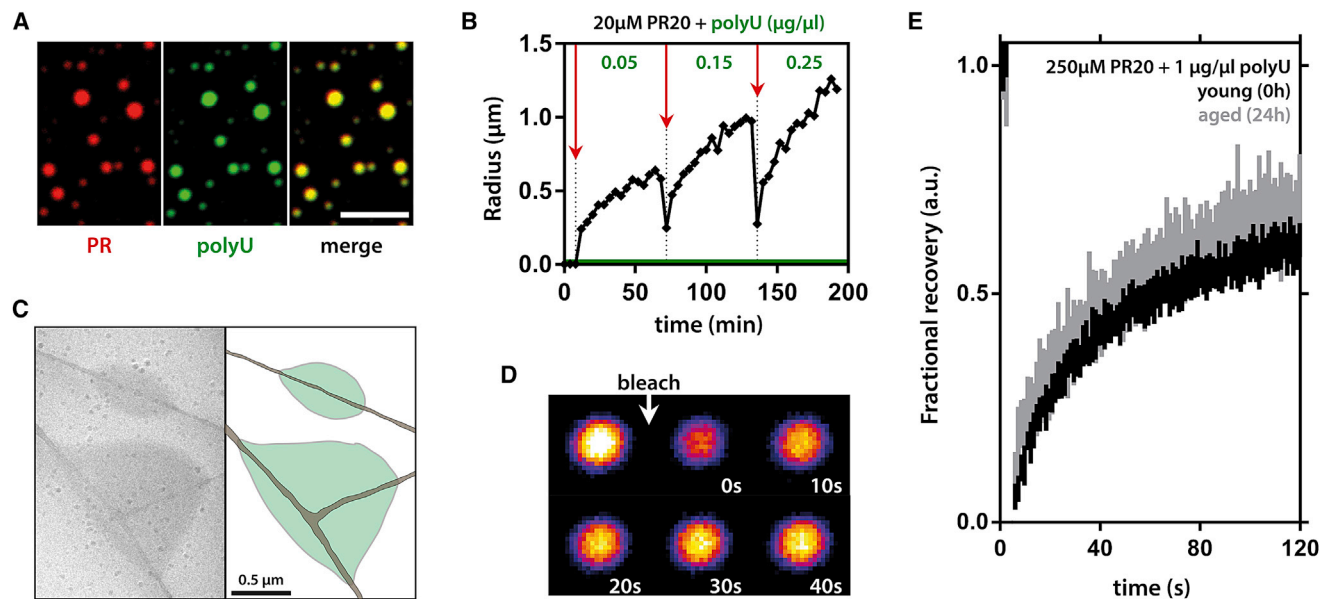 A
PR
polyU
merge
B
20µM PR20 + polyU (µg/µl)
0.05
0.15
0.25
1.5
1.0
0.5
0.0
Radius (µm)
0
50
100
150
200
time (min)
C
0.5 µm
D
bleach
0s
10s
20s
30s
40s
E
250µM PR20 + 1 µg/µl polyU
young (0h)
aged (24h)
1.0
0.5
0.0
Fractional recovery (a.u.)
0
40
80
120
time (s)